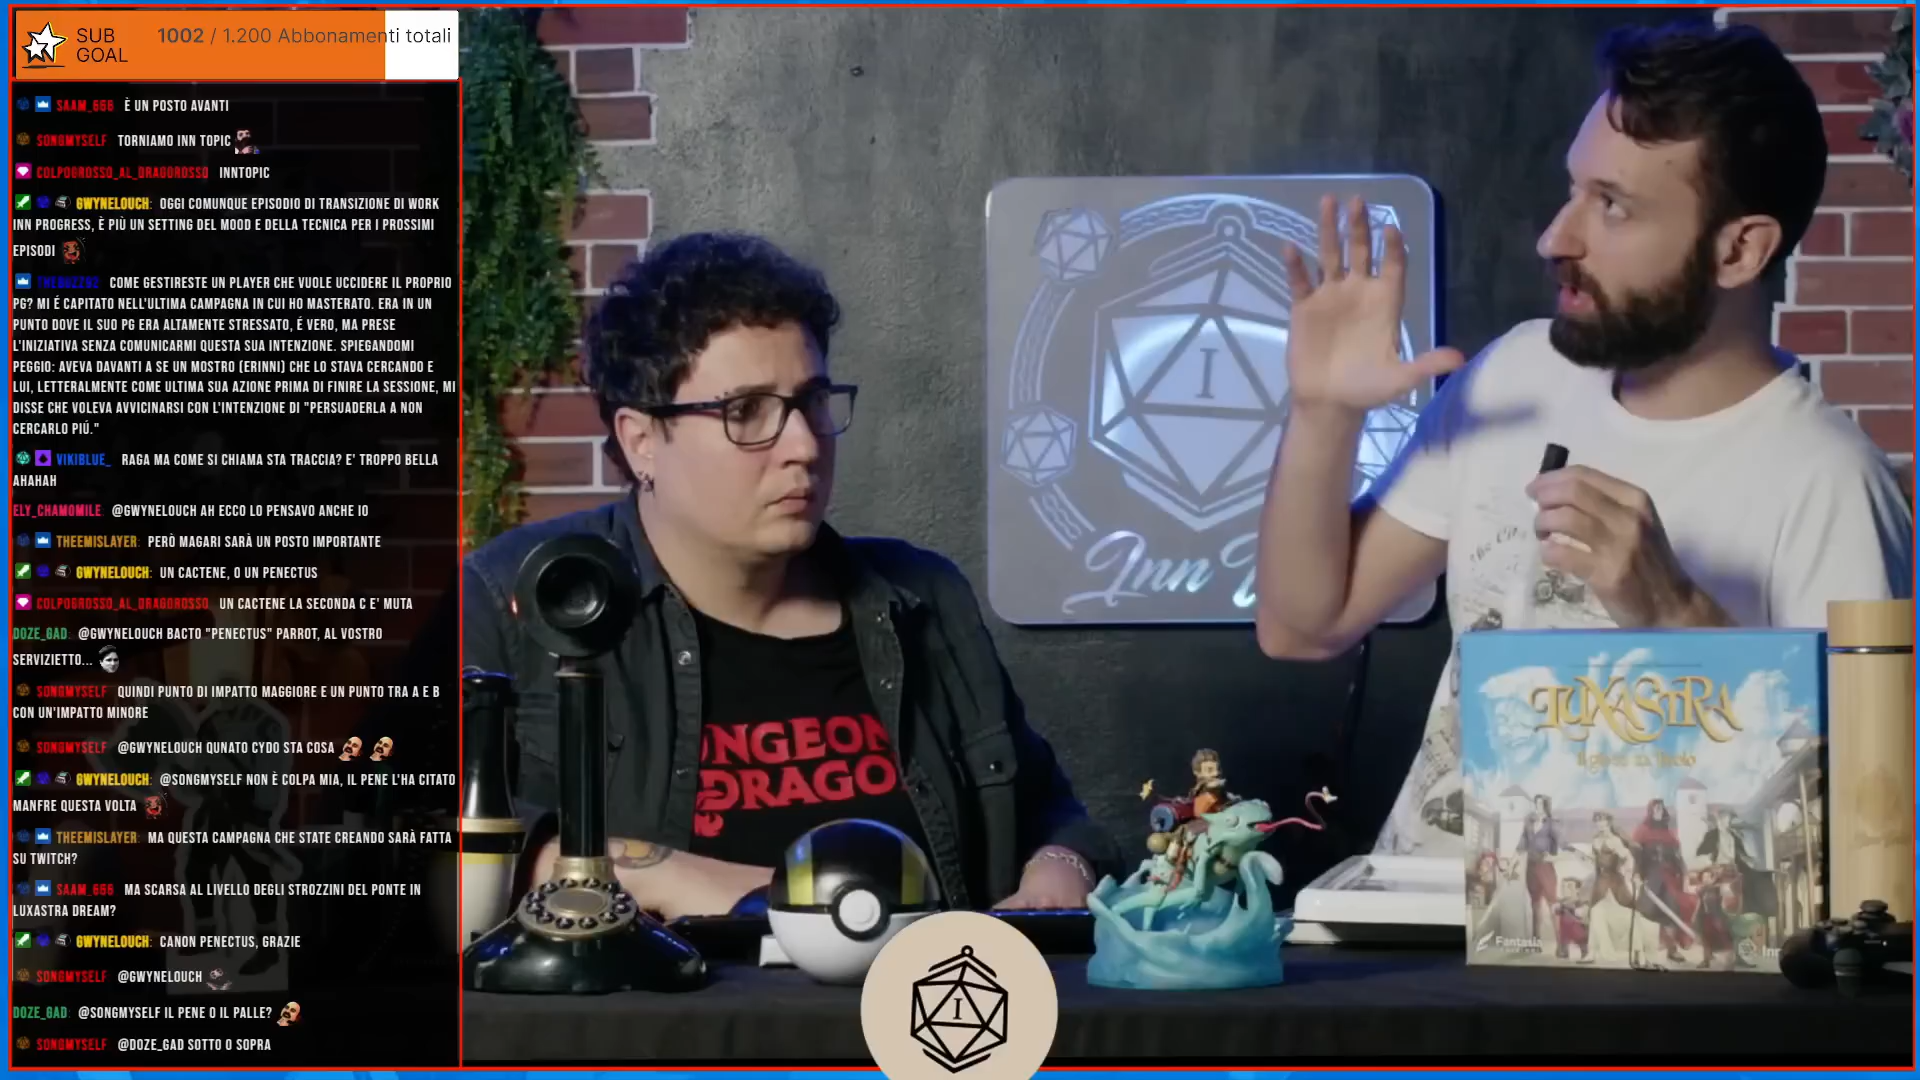 SUB
GOAL
1002 / 1.200 Abbonamenti totali
SAAM_666 È UN POSTO AVANTI
SONGMYSELF TORNIAMO INN TOPIC
COLPOGROSSO_AL_DRAGOROSSO INNTOPIC
GWYNELOUCH: OGGI COMUNQUE EPISODIO DI TRANSIZIONE DI WORK
INN PROGRESS, È PIÙ UN SETTING DEL MOOD E DELLA TECNICA PER I PROSSIMI
EPISODI
COME GESTIRESTE UN PLAYER CHE VUOLE UCCIDERE IL PROPRIO
PG? MI É CAPITATO NELL'ULTIMA CAMPAGNA IN CUI HO MASTERATO. ERA IN UN
PUNTO DOVE IL SUO PG ERA ALTAMENTE STRESSATO, É VERO, MA PRESE
L'INIZIATIVA SENZA COMUNICARMI QUESTA SUA INTENZIONE. SPIEGANDOMI
PEGGIO: AVEVA DAVANTI A SE UN MOSTRO (ERINNI) CHE LO STAVA CERCANDO E
LUI, LETTERALMENTE COME ULTIMA SUA AZIONE PRIMA DI FINIRE LA SESSIONE, MI
DISSE CHE VOLEVA AVVICINARSI CON L'INTENZIONE DI "PERSUADERLA A NON
CERCARLO PIÚ."
VIKIBLUE_ RAGA MA COME SI CHIAMA STA TRACCIA? E' TROPPO BELLA
AHAHAH
ELY_CHAMOMILE: @GWYNELOUCH AH ECCO LO PENSAVO ANCHE IO
THEEMISLAYER: PERÒ MAGARI SARÀ UN POSTO IMPORTANTE
GWYNELOUCH: UN CACTENE, O UN PENECTUS
COLPOGROSSO_AL_DRAGOROSSO UN CACTENE LA SECONDA C E' MUTA
DOZE_GAD: @GWYNELOUCH BACTO "PENECTUS" PARROT, AL VOSTRO
SERVIZIETTO...
SONGMYSELF QUINDI PUNTO DI IMPATTO MAGGIORE E UN PUNTO TRA A E B
CON UN'IMPATTO MINORE
SONGMYSELF @GWYNELOUCH QUNATO CYDO STA COSA
GWYNELOUCH: @SONGMYSELF NON È COLPA MIA, IL PENE L'HA CITATO
MANFRE QUESTA VOLTA
THEEMISLAYER: MA QUESTA CAMPAGNA CHE STATE CREANDO SARÀ FATTA
SU TWITCH?
SAAM_666 MA SCARSA AL LIVELLO DEGLI STROZZINI DEL PONTE IN
LUXASTRA DREAM?
GWYNELOUCH: CANON PENECTUS, GRAZIE
SONGMYSELF @GWYNELOUCH
DOZE_GAD: @SONGMYSELF IL PENE O IL PALLE?
SONGMYSELF @DOZE_GAD SOTTO O SOPRA
I
Inn
NGEON
DRAGO
LUXASTRA
Fantasia
Inn
I